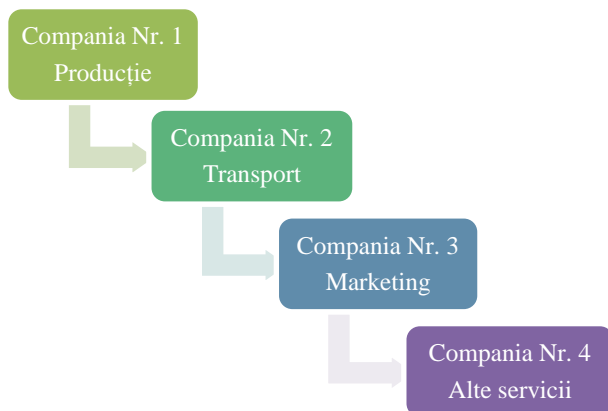 Compania Nr. 1
Producție
Compania Nr. 2
Transport
Compania Nr. 3
Marketing
Compania Nr. 4
Alte servicii